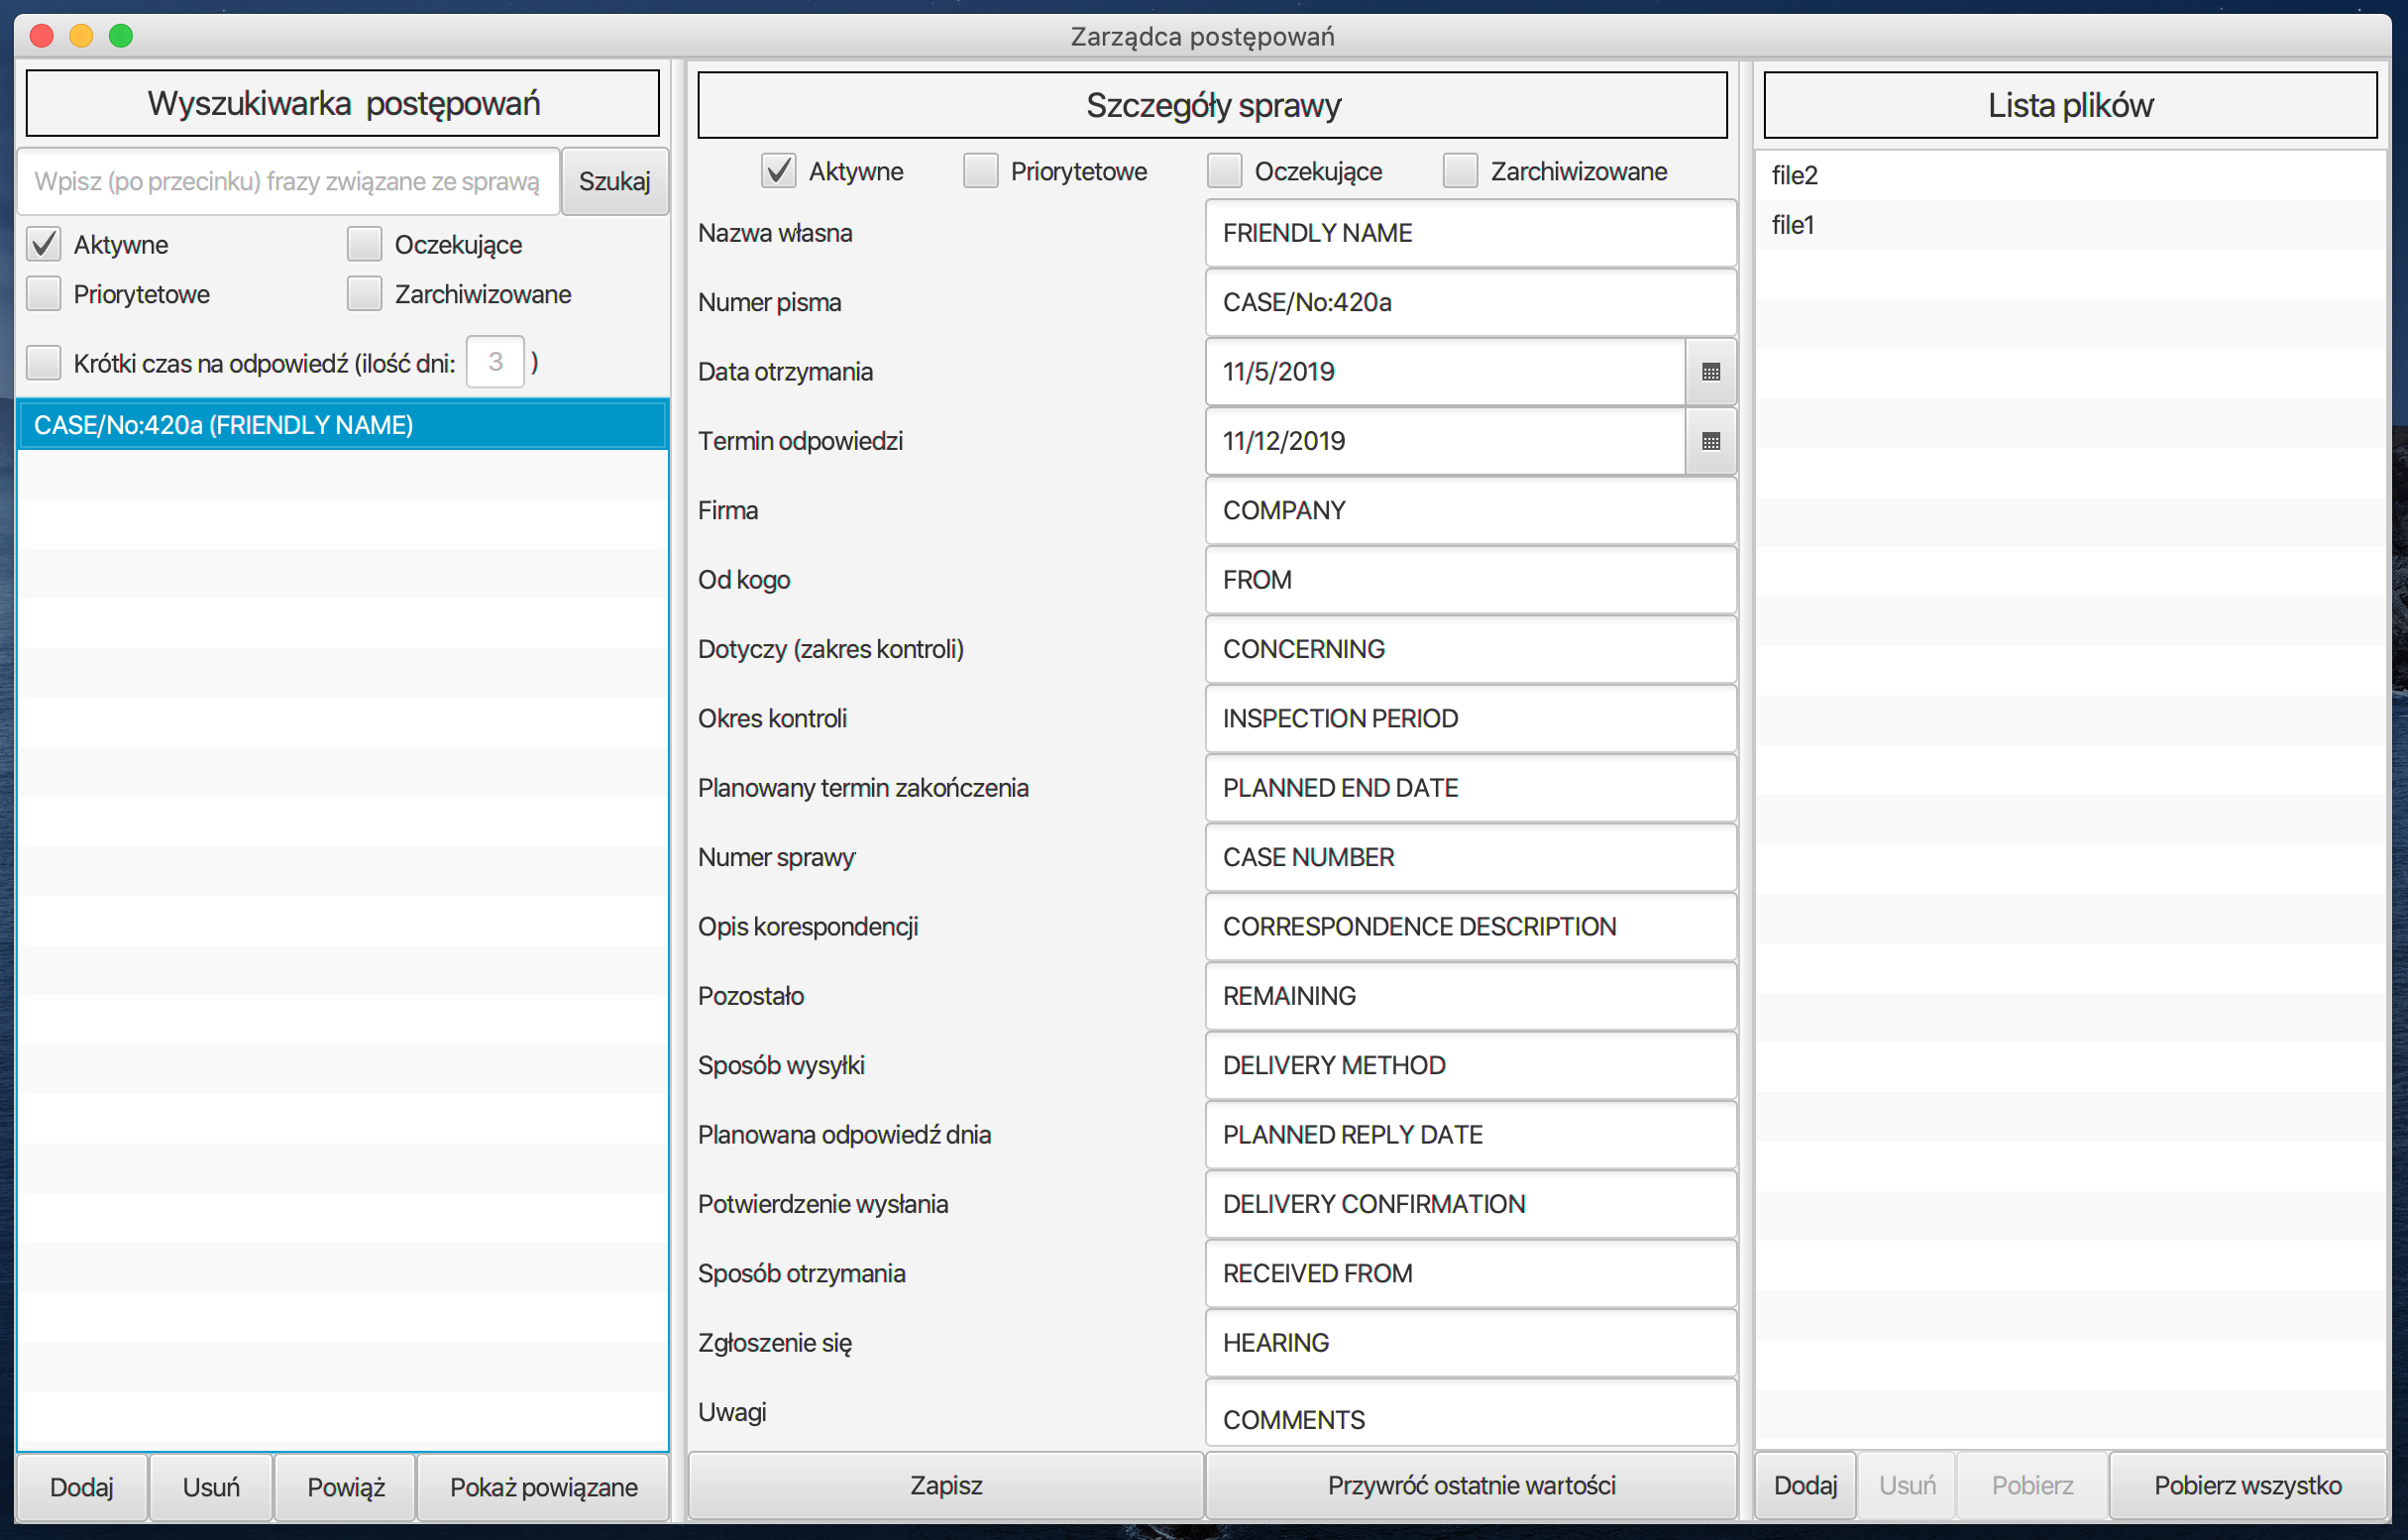 Zarządca postępowań
Wyszukiwarka postępowań
Wpisz (po przecinku) frazy związane ze sprawą
Szukaj
Aktywne
Oczekujące
Priorytetowe
Zarchiwizowane
Krótki czas na odpowiedź (ilość dni: 3 )
CASE/No:420a (FRIENDLY NAME)
Dodaj
Usuń
Powiąż
Pokaż powiązane
Szczegóły sprawy
Aktywne
Priorytetowe
Oczekujące
Zarchiwizowane
Nazwa własna FRIENDLY NAME
Numer pisma CASE/No:420a
Data otrzymania 11/5/2019
Termin odpowiedzi 11/12/2019
Firma COMPANY
Od kogo FROM
Dotyczy (zakres kontroli) CONCERNING
Okres kontroli INSPECTION PERIOD
Planowany termin zakończenia PLANNED END DATE
Numer sprawy CASE NUMBER
Opis korespondencji CORRESPONDENCE DESCRIPTION
Pozostało REMAINING
Sposób wysyłki DELIVERY METHOD
Planowana odpowiedź dnia PLANNED REPLY DATE
Potwierdzenie wysłania DELIVERY CONFIRMATION
Sposób otrzymania RECEIVED FROM
Zgłoszenie się HEARING
Uwagi COMMENTS
Zapisz
Przywróć ostatnie wartości
Lista plików
file2
file1
Dodaj
Usuń
Pobierz
Pobierz wszystko